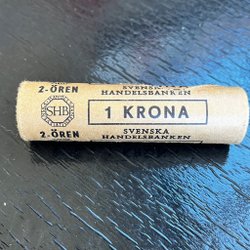 2-ÖREN
SVENSKA
HANDELSBANKEN
SHB
1 KRONA
2-ÖREN
SVENSKA
HANDELSBANKEN